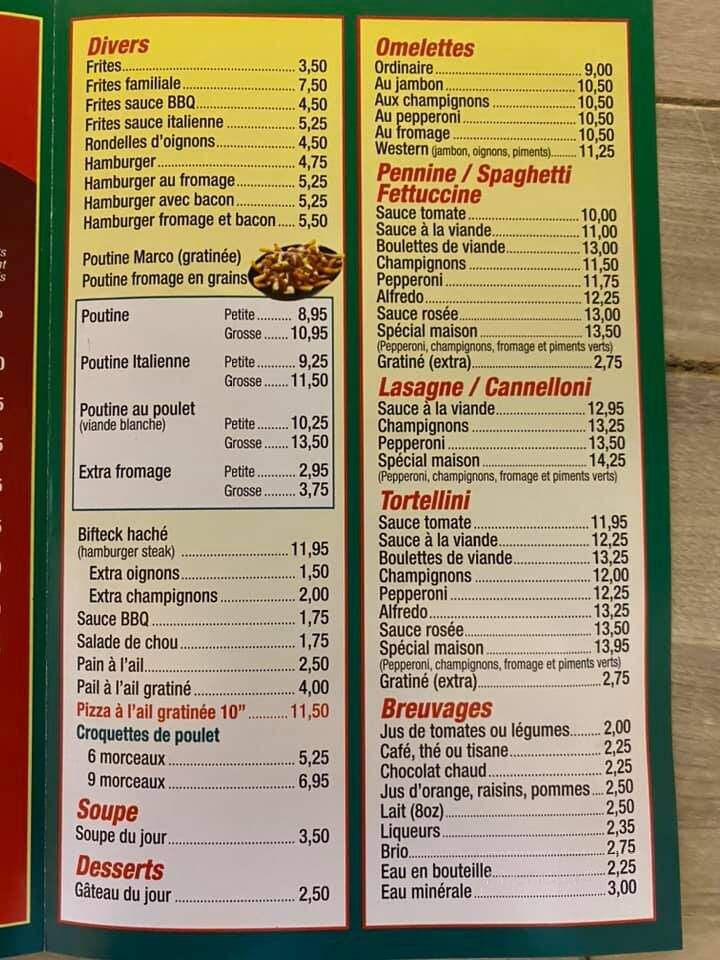 Divers
Frites 3,50
Frites familiale 7,50
Frites sauce BBQ 4,50
Frites sauce italienne 5,25
Rondelles d'oignons 4,50
Hamburger 4,75
Hamburger au fromage 5,25
Hamburger avec bacon 5,25
Hamburger fromage et bacon 5,50
Poutine Marco (gratinée)
Poutine fromage en grains
Poutine Petite 8,95
Grosse 10,95
Poutine Italienne Petite 9,25
Grosse 11,50
Poutine au poulet
(viande blanche) Petite 10,25
Grosse 13,50
Extra fromage Petite 2,95
Grosse 3,75
Bifteck haché
(hamburger steak) 11,95
Extra oignons 1,50
Extra champignons 2,00
Sauce BBQ 1,75
Salade de chou 1,75
Pain à l'ail 2,50
Pail à l'ail gratiné 4,00
Pizza à l'ail gratinée 10" 11,50
Croquettes de poulet
6 morceaux 5,25
9 morceaux 6,95
Soupe
Soupe du jour 3,50
Desserts
Gâteau du jour 2,50
Omelettes
Ordinaire 9,00
Au jambon 10,50
Aux champignons 10,50
Au pepperoni 10,50
Au fromage 10,50
Western (jambon, oignons, piments) 11,25
Pennine / Spaghetti
Fettuccine
Sauce tomate 10,00
Sauce à la viande 11,00
Boulettes de viande 13,00
Champignons 11,50
Pepperoni 11,75
Alfredo 12,25
Sauce rosée 13,00
Spécial maison 13,50
(Pepperoni, champignons, fromage et piments verts)
Gratiné (extra) 2,75
Lasagne / Cannelloni
Sauce à la viande 12,95
Champignons 13,25
Pepperoni 13,50
Spécial maison 14,25
(Pepperoni, champignons, fromage et piments verts)
Tortellini
Sauce tomate 11,95
Sauce à la viande 12,25
Boulettes de viande 13,25
Champignons 12,00
Pepperoni 12,25
Alfredo 13,25
Sauce rosée 13,50
Spécial maison 13,95
(Pepperoni, champignons, fromage et piments verts)
Gratiné (extra) 2,75
Breuvages
Jus de tomates ou légumes 2,00
Café, thé ou tisane 2,25
Chocolat chaud 2,25
Jus d'orange, raisins, pommes 2,50
Lait (8oz) 2,50
Liqueurs 2,35
Brio 2,75
Eau en bouteille 2,25
Eau minérale 3,00